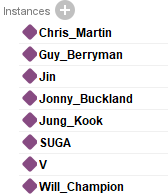 Instances
Chris_Martin
Guy_Berryman
Jin
Jonny_Buckland
Jung_Kook
SUGA
V
Will_Champion